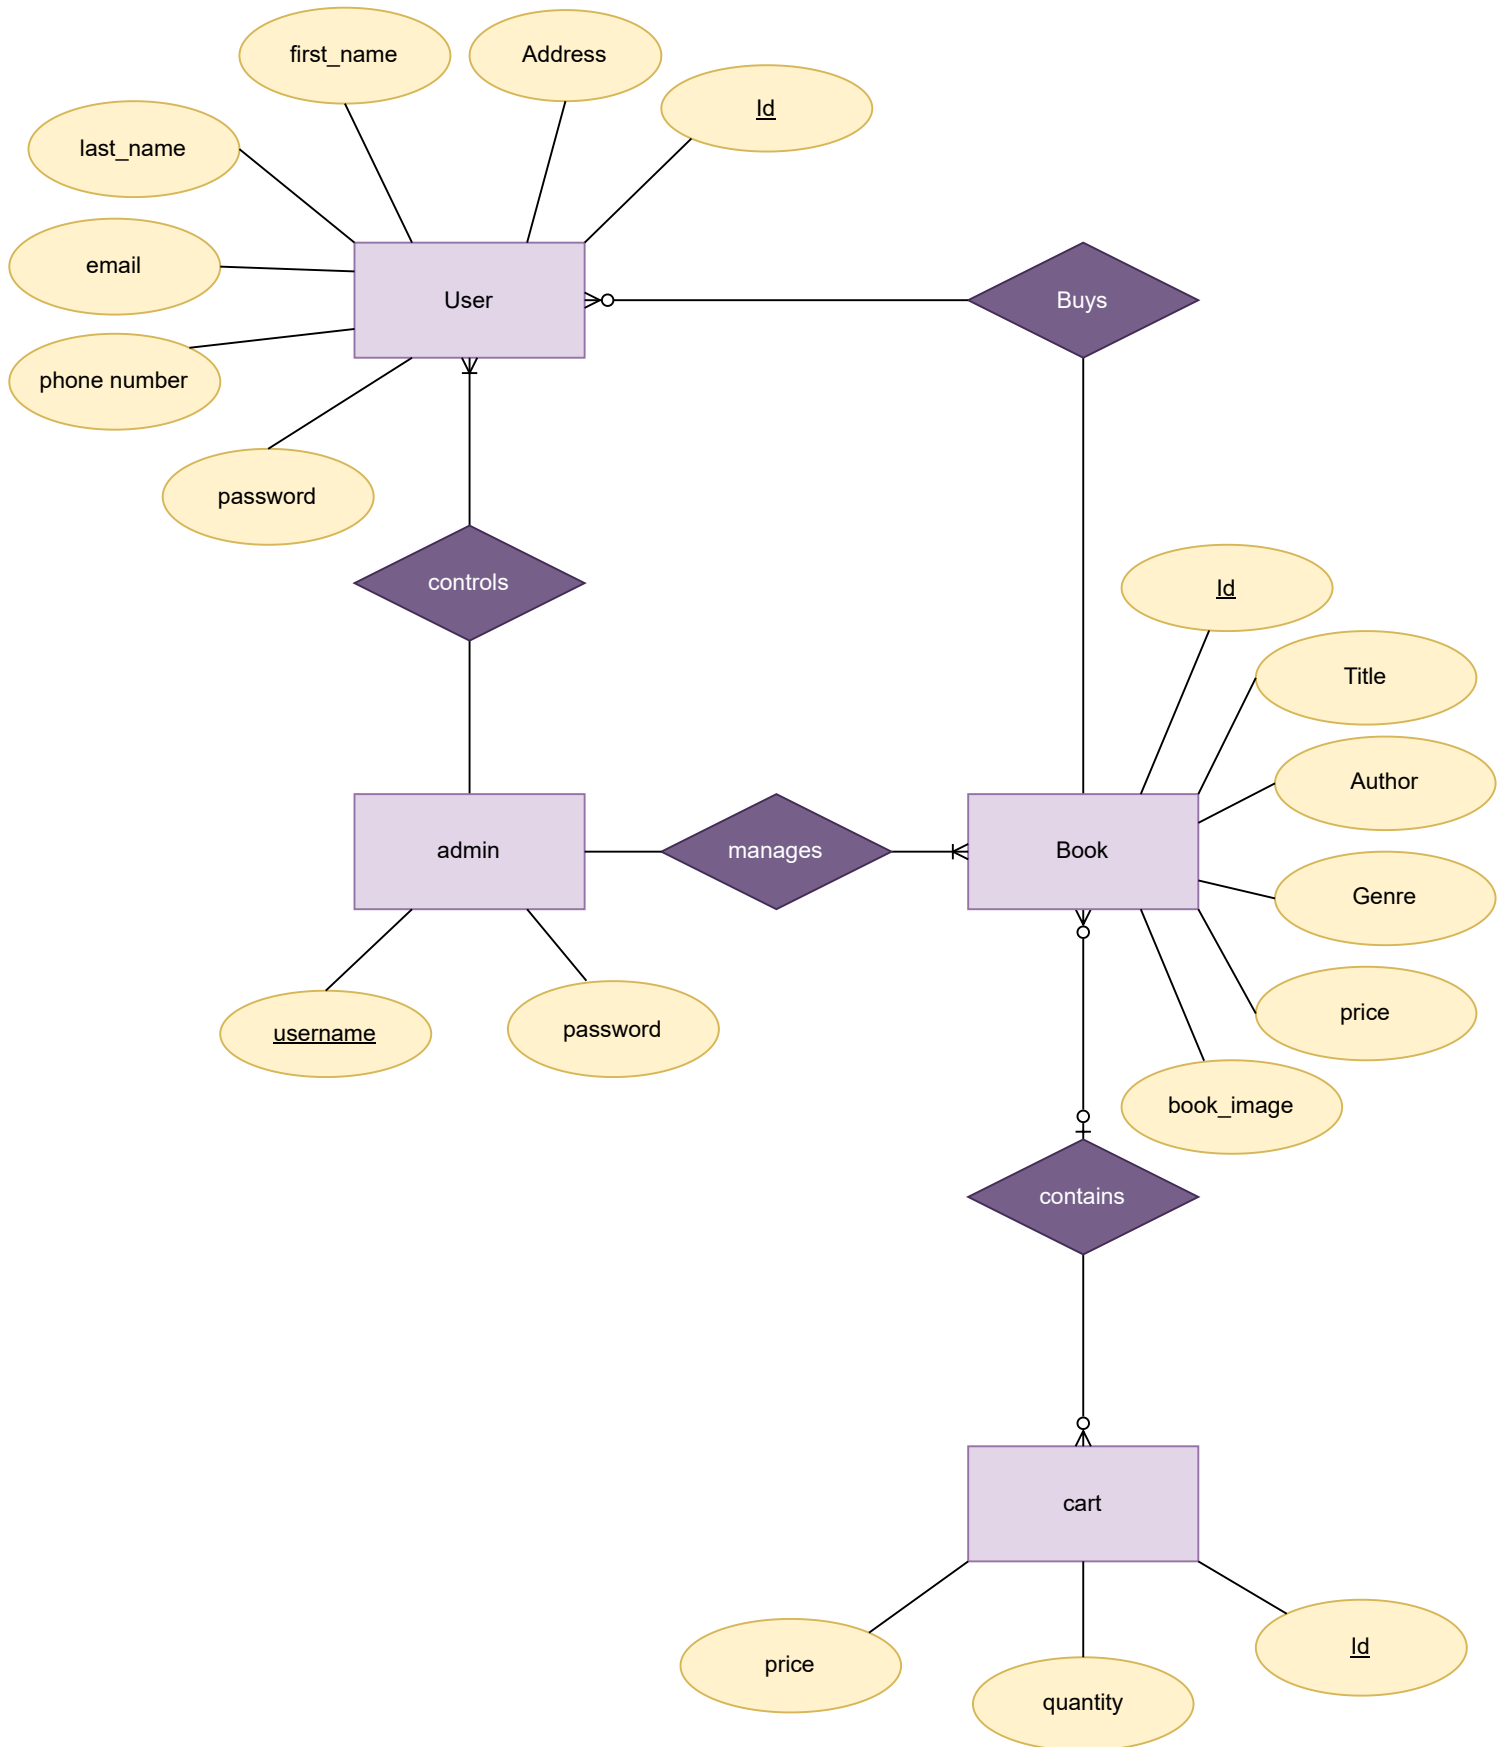 first_name
Address
Id
last_name
email
User
Buys
phone number
password
controls
Id
Title
Author
admin
manages
Book
Genre
price
username
password
book_image
contains
cart
Id
price
quantity